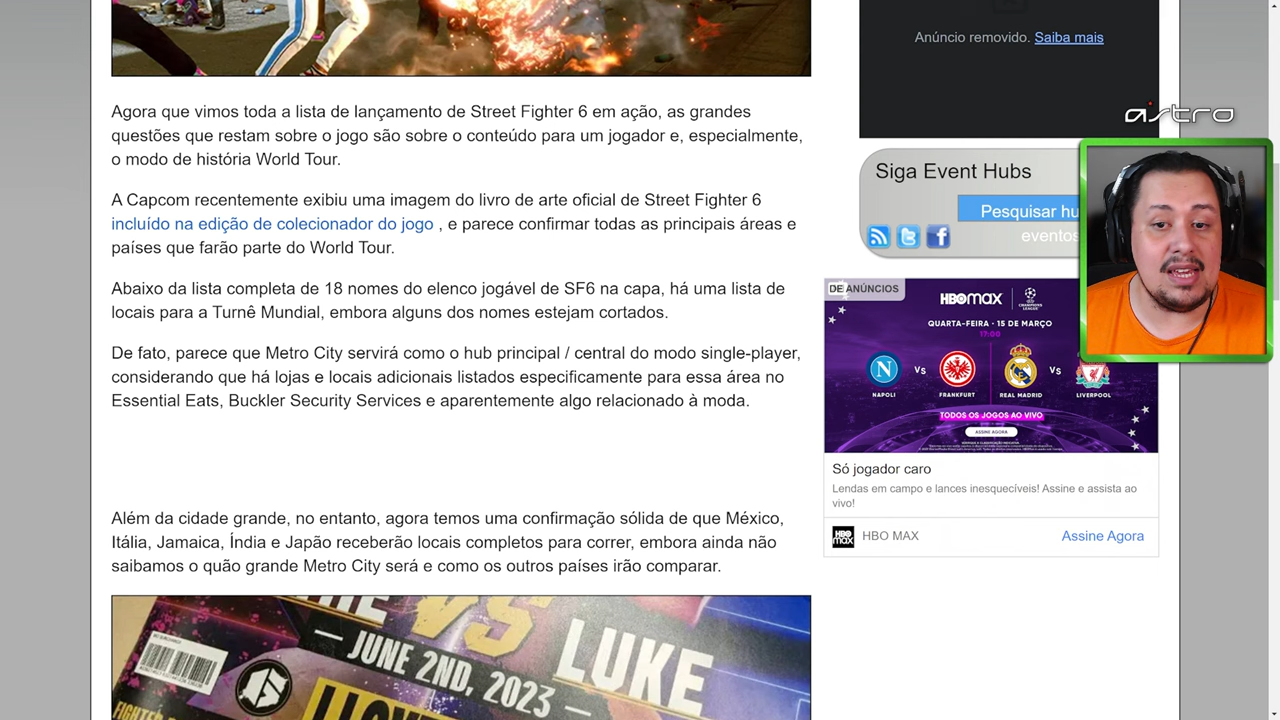 Agora que vimos toda a lista de lançamento de Street Fighter 6 em ação, as grandes
questões que restam sobre o jogo são sobre o conteúdo para um jogador e, especialmente,
o modo de história World Tour.
A Capcom recentemente exibiu uma imagem do livro de arte oficial de Street Fighter 6
incluído na edição de colecionador do jogo , e parece confirmar todas as principais áreas e
países que farão parte do World Tour.
Abaixo da lista completa de 18 nomes do elenco jogável de SF6 na capa, há uma lista de
locais para a Turnê Mundial, embora alguns dos nomes estejam cortados.
De fato, parece que Metro City servirá como o hub principal / central do modo single-player,
considerando que há lojas e locais adicionais listados especificamente para essa área no
Essential Eats, Buckler Security Services e aparentemente algo relacionado à moda.
Além da cidade grande, no entanto, agora temos uma confirmação sólida de que México,
Itália, Jamaica, Índia e Japão receberão locais completos para correr, embora ainda não
saibamos o quão grande Metro City será e como os outros países irão comparar.
VS
LUKE
JUNE 2ND, 2023
Anúncio removido. Saiba mais
astro
Siga Event Hubs
Pesquisar hu
eventos
DE ANÚNCIOS
HBOMAX
CHAMPIONS
LEAGUE
QUARTA-FEIRA · 15 DE MARÇO
17:00
VS
VS
NAPOLI
FRANKFURT
REAL MADRID
LIVERPOOL
TODOS OS JOGOS AO VIVO
ASSINE AGORA
Só jogador caro
Lendas em campo e lances inesquecíveis! Assine e assista ao
vivo!
HBO
max
HBO MAX
Assine Agora